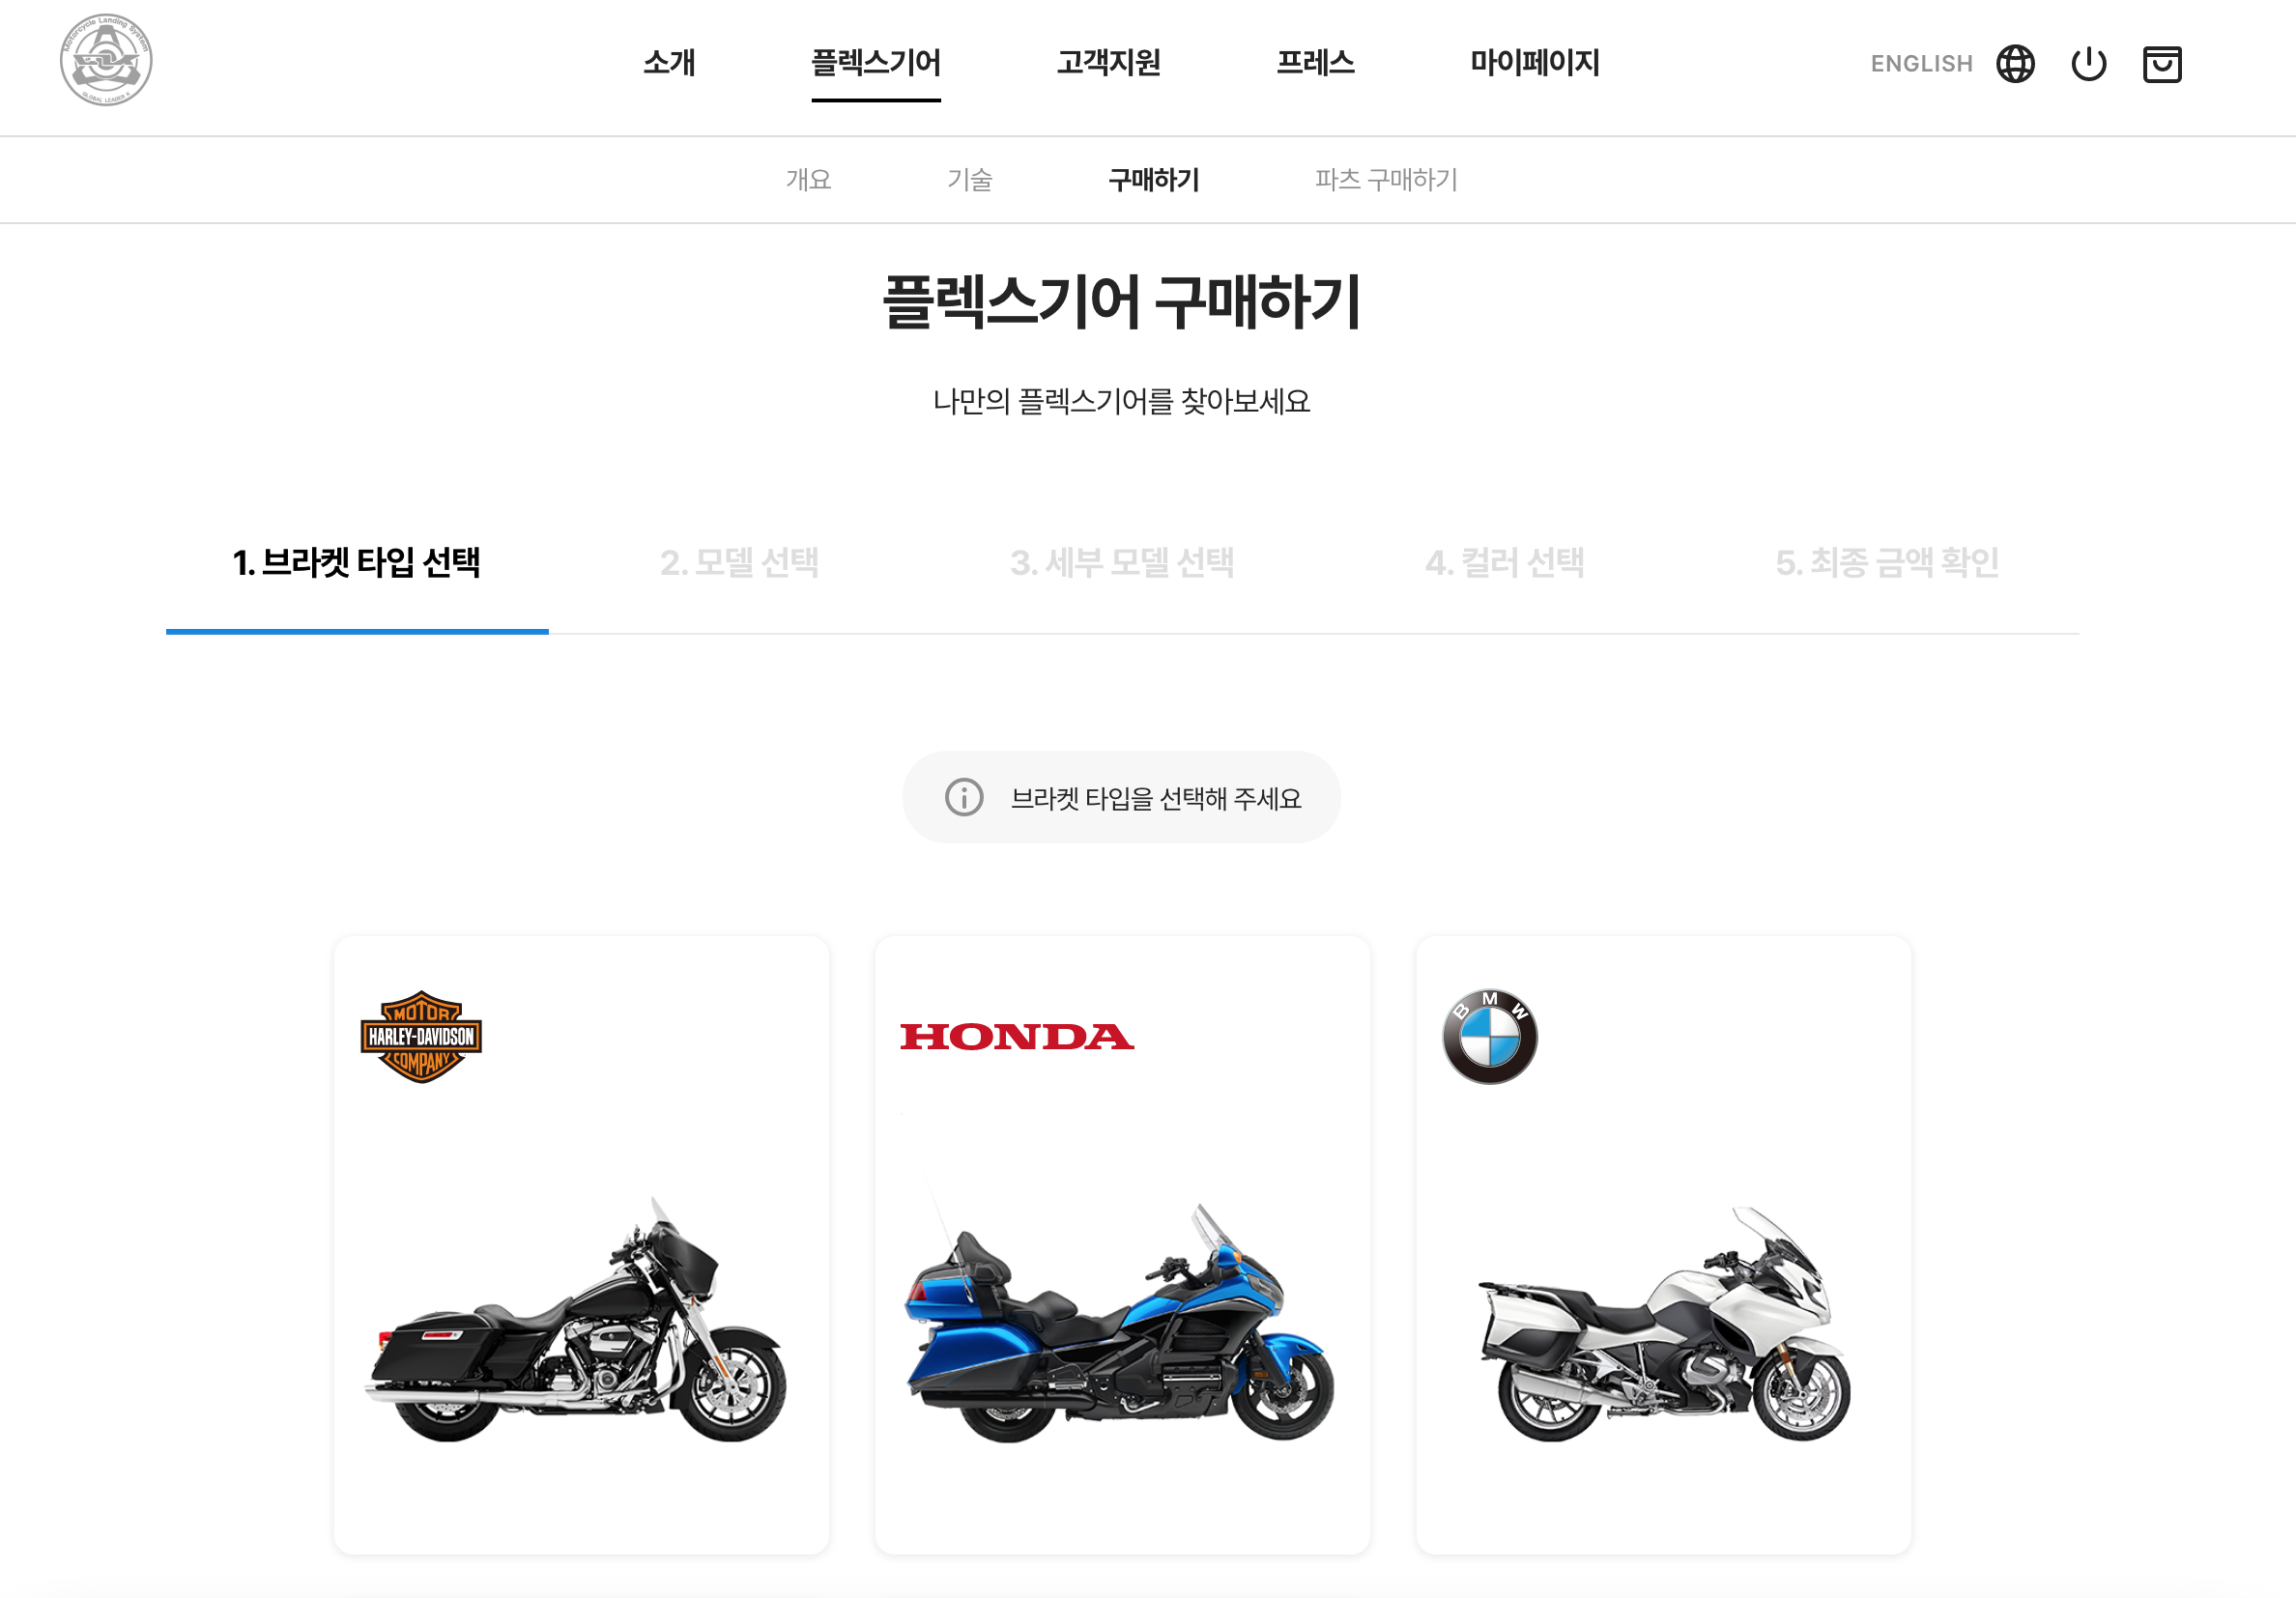 Motorcycle Landing System
GLOBAL LEADER K
소개
플렉스기어
고객지원
프레스
마이페이지
ENGLISH
개요
기술
구매하기
파츠 구매하기
플렉스기어 구매하기
나만의 플렉스기어를 찾아보세요
1. 브라켓 타입 선택
2. 모델 선택
3. 세부 모델 선택
4. 컬러 선택
5. 최종 금액 확인
브라켓 타입을 선택해 주세요
MOTOR
HARLEY-DAVIDSON
COMPANY
HONDA
BMW